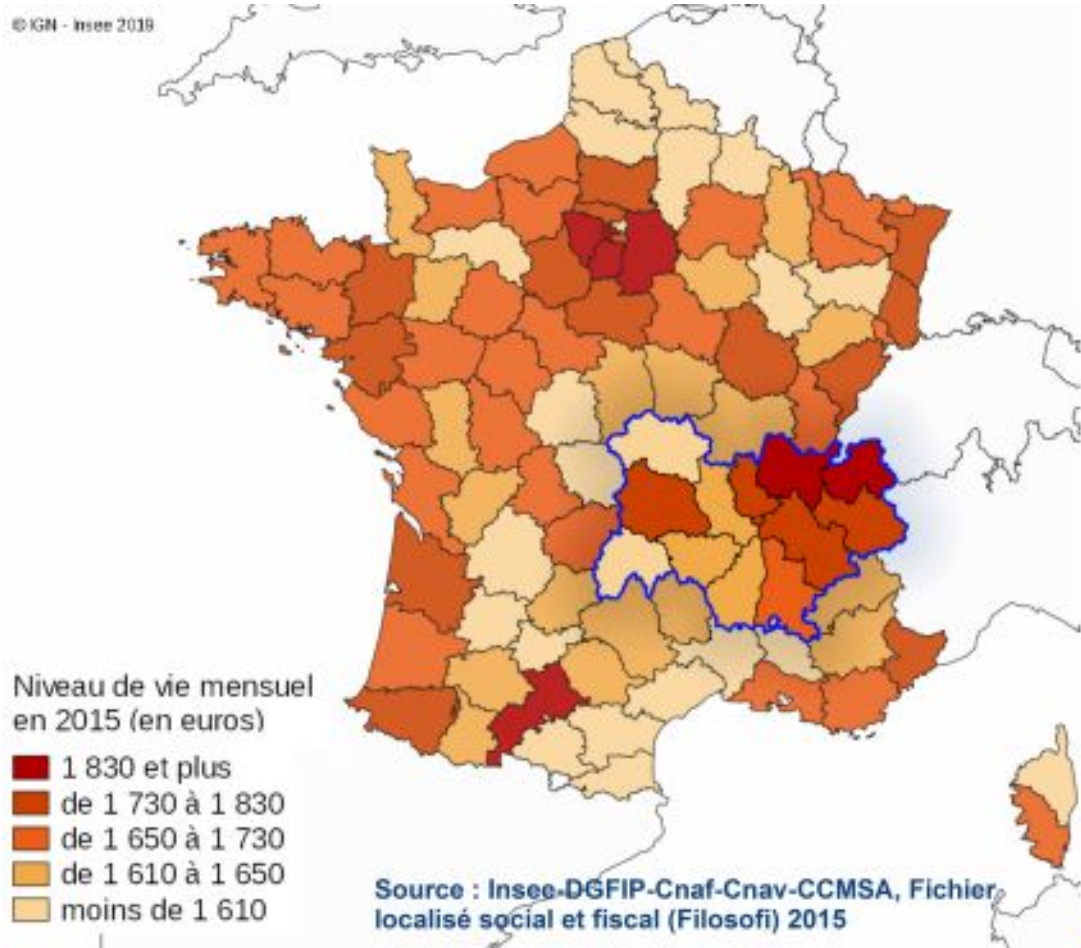 © IGN - Insee 2019
Niveau de vie mensuel
en 2015 (en euros)
1 830 et plus
de 1 730 à 1 830
de 1 650 à 1 730
de 1 610 à 1 650
moins de 1 610
Source : Insee-DGFIP-Cnaf-Cnav-CCMSA, Fichier
localisé social et fiscal (Filosofi) 2015